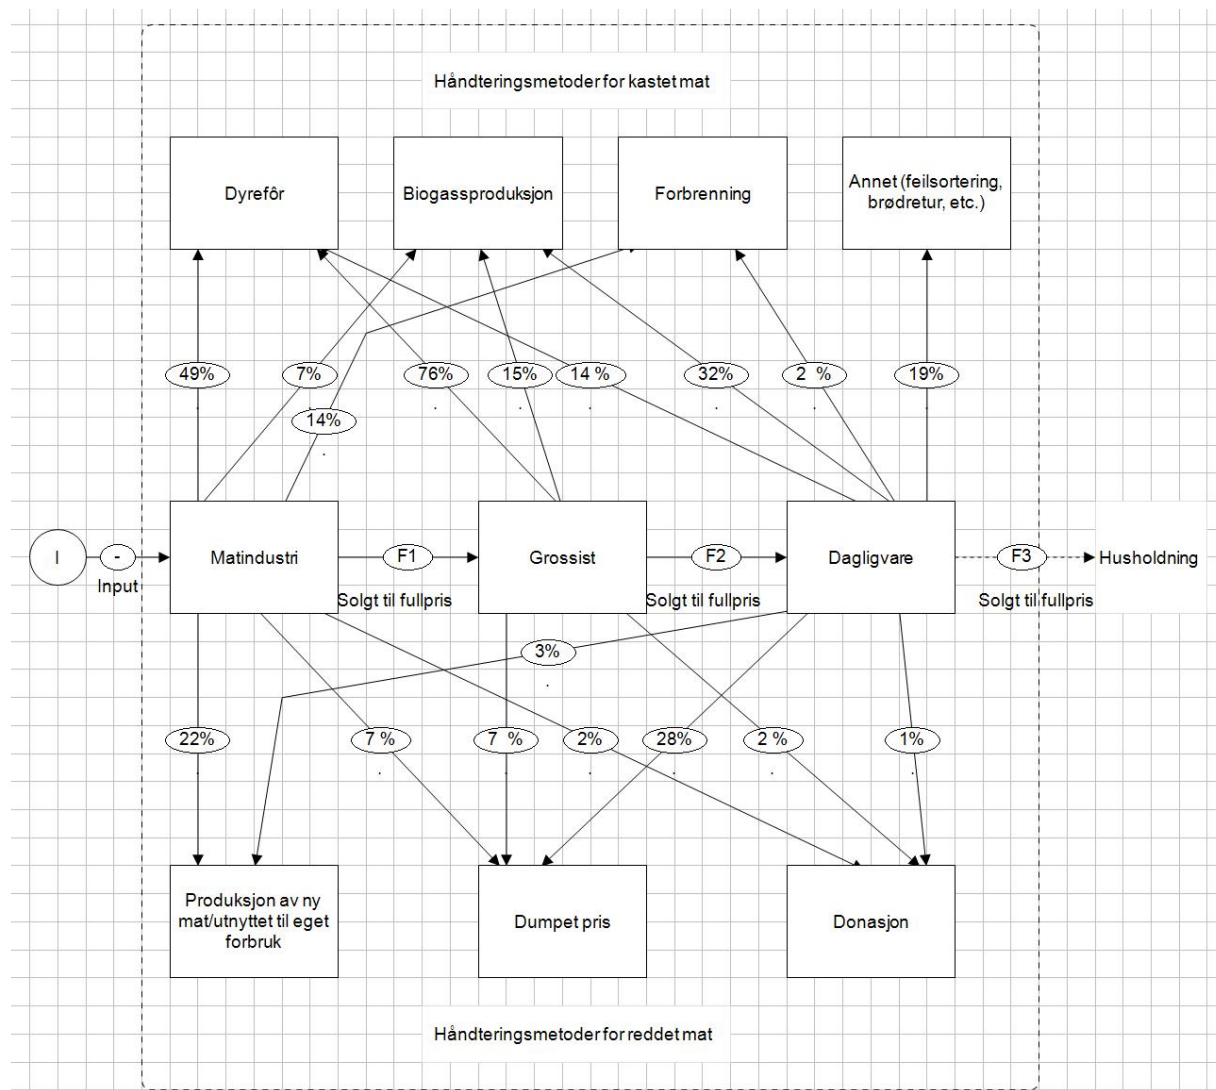 Håndteringsmetoder for kastet mat
Dyrefôr
Biogassproduksjon
Forbrenning
Annet (feilsortering,
brødretur, etc.)
49%
7%
76%
15%
14 %
32%
2 %
19%
14%
I
-
Input
Matindustri
F1
Solgt til fullpris
Grossist
F2
Solgt til fullpris
Dagligvare
F3
Solgt til fullpris
Husholdning
3%
22%
7 %
7 %
2%
28%
2 %
1%
Produksjon av ny
mat/utnyttet til eget
forbruk
Dumpet pris
Donasjon
Håndteringsmetoder for reddet mat